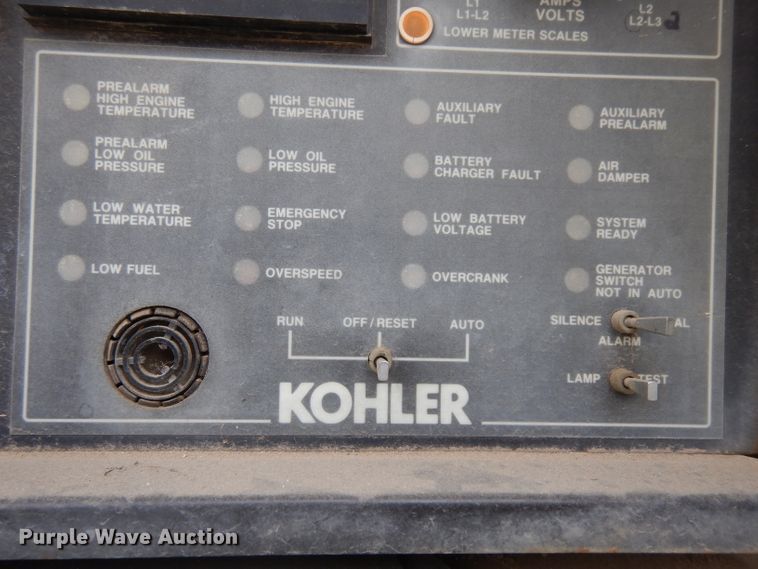 L1 AMPS
L1-L2 VOLTS L2
L2-L3 2
LOWER METER SCALES
PREALARM
HIGH ENGINE
TEMPERATURE
HIGH ENGINE
TEMPERATURE
AUXILIARY
FAULT
AUXILIARY
PREALARM
PREALARM
LOW OIL
PRESSURE
LOW OIL
PRESSURE
BATTERY
CHARGER FAULT
AIR
DAMPER
LOW WATER
TEMPERATURE
EMERGENCY
STOP
LOW BATTERY
VOLTAGE
SYSTEM
READY
LOW FUEL
OVERSPEED
OVERCRANK
GENERATOR
SWITCH
NOT IN AUTO
RUN OFF/RESET AUTO
SILENCE AL
ALARM
LAMP TEST
KOHLER
Purple Wave Auction